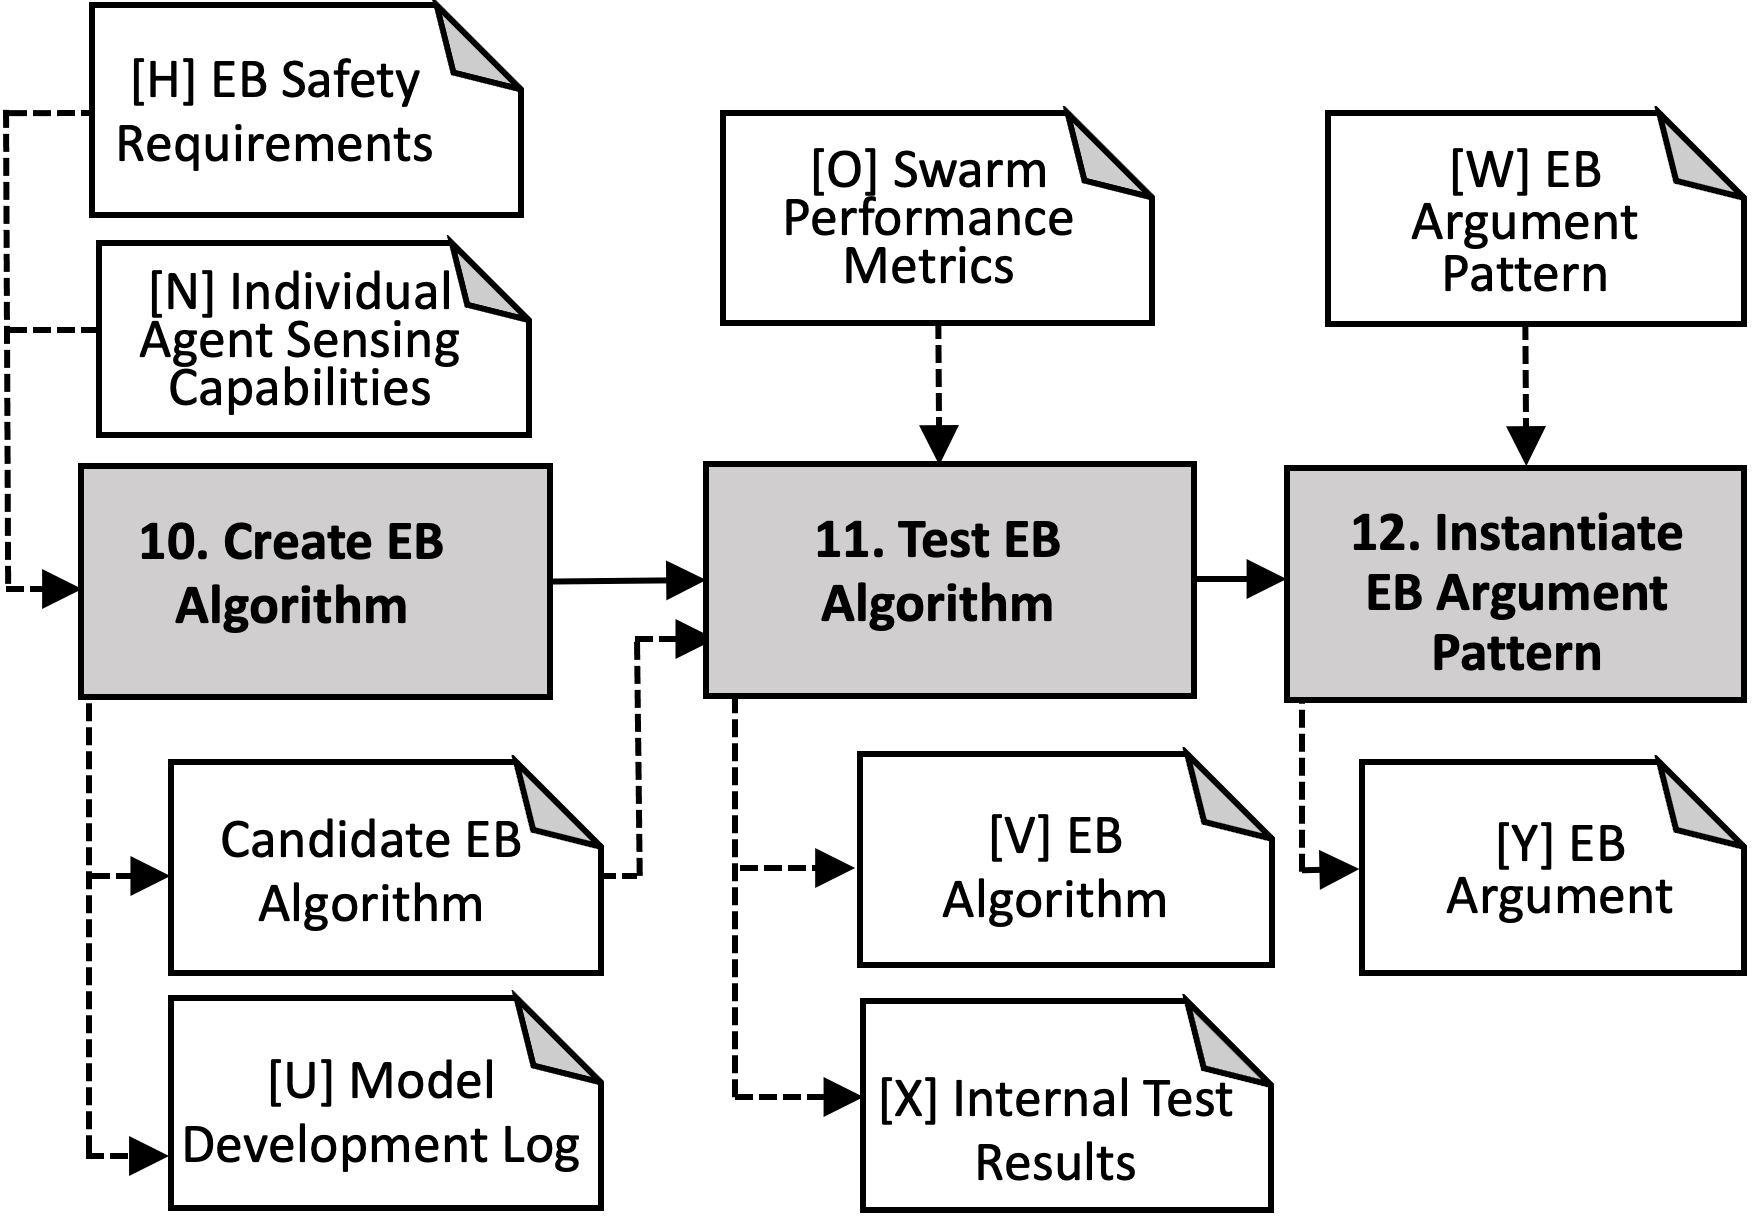 [H] EB Safety
Requirements
[N] Individual
Agent Sensing
Capabilities
[O] Swarm
Performance
Metrics
[W] EB
Argument
Pattern
10. Create EB
Algorithm
11. Test EB
Algorithm
12. Instantiate
EB Argument
Pattern
Candidate EB
Algorithm
[U] Model
Development Log
[V] EB
Algorithm
[X] Internal Test
Results
[Y] EB
Argument